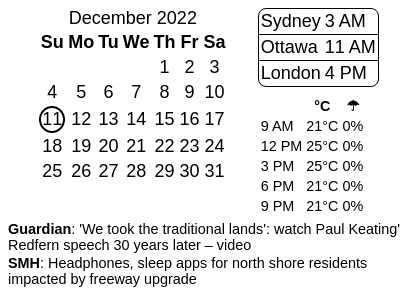 December 2022
Su Mo Tu We Th Fr Sa
1 2 3
4 5 6 7 8 9 10
11 12 13 14 15 16 17
18 19 20 21 22 23 24
25 26 27 28 29 30 31
Sydney 3 AM
Ottawa 11 AM
London 4 PM
°C ☂
9 AM 21°C 0%
12 PM 25°C 0%
3 PM 25°C 0%
6 PM 21°C 0%
9 PM 21°C 0%
Guardian: 'We took the traditional lands': watch Paul Keating'
Redfern speech 30 years later – video
SMH: Headphones, sleep apps for north shore residents
impacted by freeway upgrade